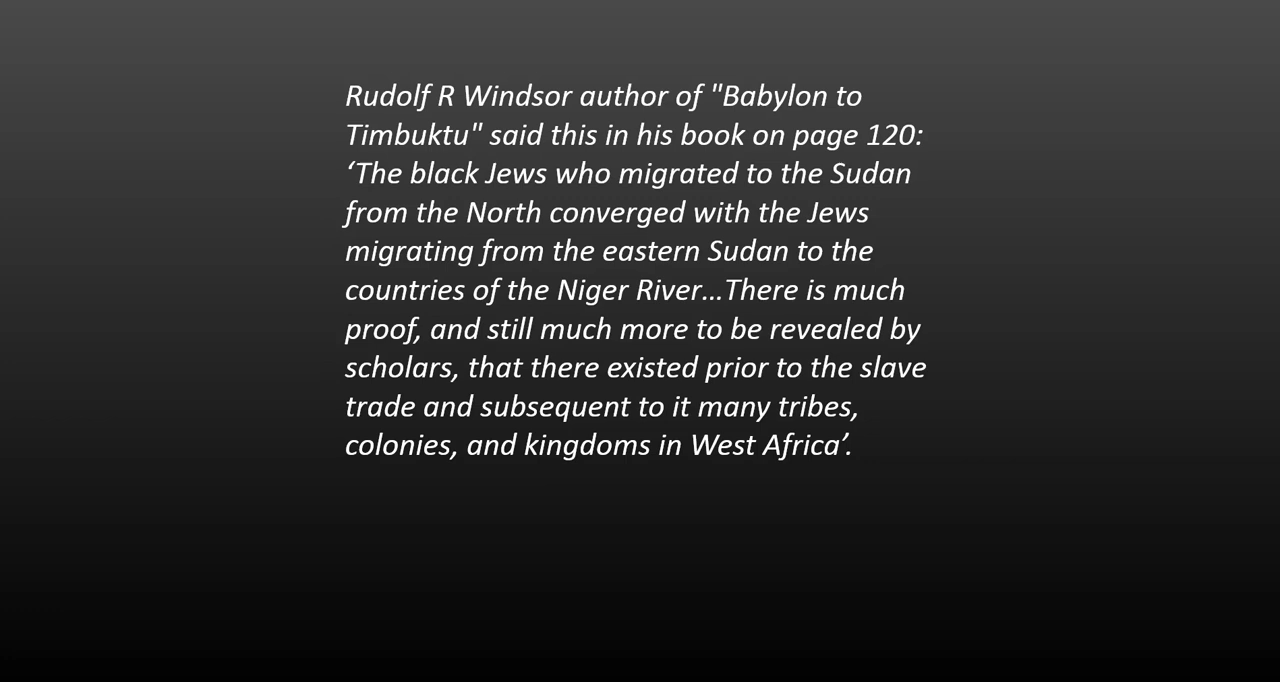 Rudolf R Windsor author of "Babylon to
Timbuktu" said this in his book on page 120:
‘The black Jews who migrated to the Sudan
from the North converged with the Jews
migrating from the eastern Sudan to the
countries of the Niger River…There is much
proof, and still much more to be revealed by
scholars, that there existed prior to the slave
trade and subsequent to it many tribes,
colonies, and kingdoms in West Africa’.